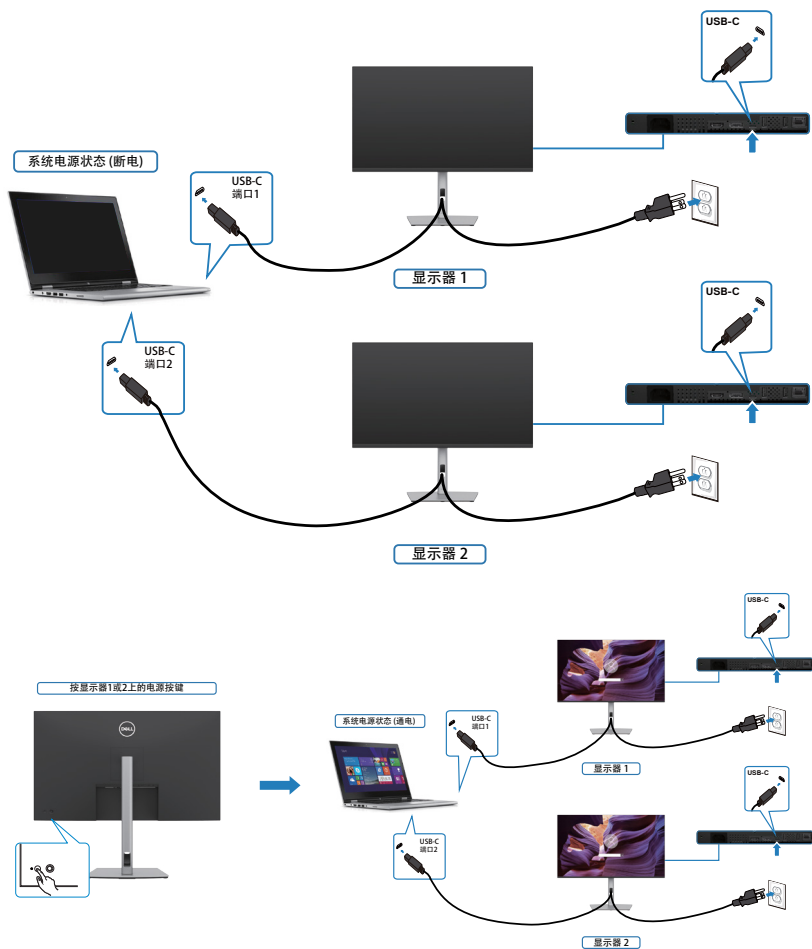 USB-C
系统电源状态 (断电)
USB-C
端口1
显示器 1
USB-C
USB-C
端口2
显示器 2
USB-C
按显示器1或2上的电源按键
DELL
系统电源状态 (通电)
USB-C
端口1
显示器 1
USB-C
USB-C
端口2
显示器 2